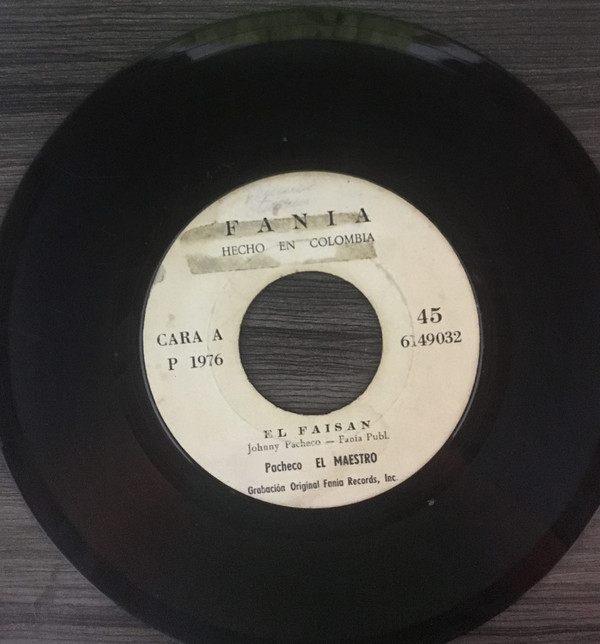 FANIA
HECHO EN COLOMBIA
CARA A
P 1976
45
6149032
EL FAISAN
Johnny Pacheco — Fania Publ.
Pacheco EL MAESTRO
Grabación Original Fania Records, Inc